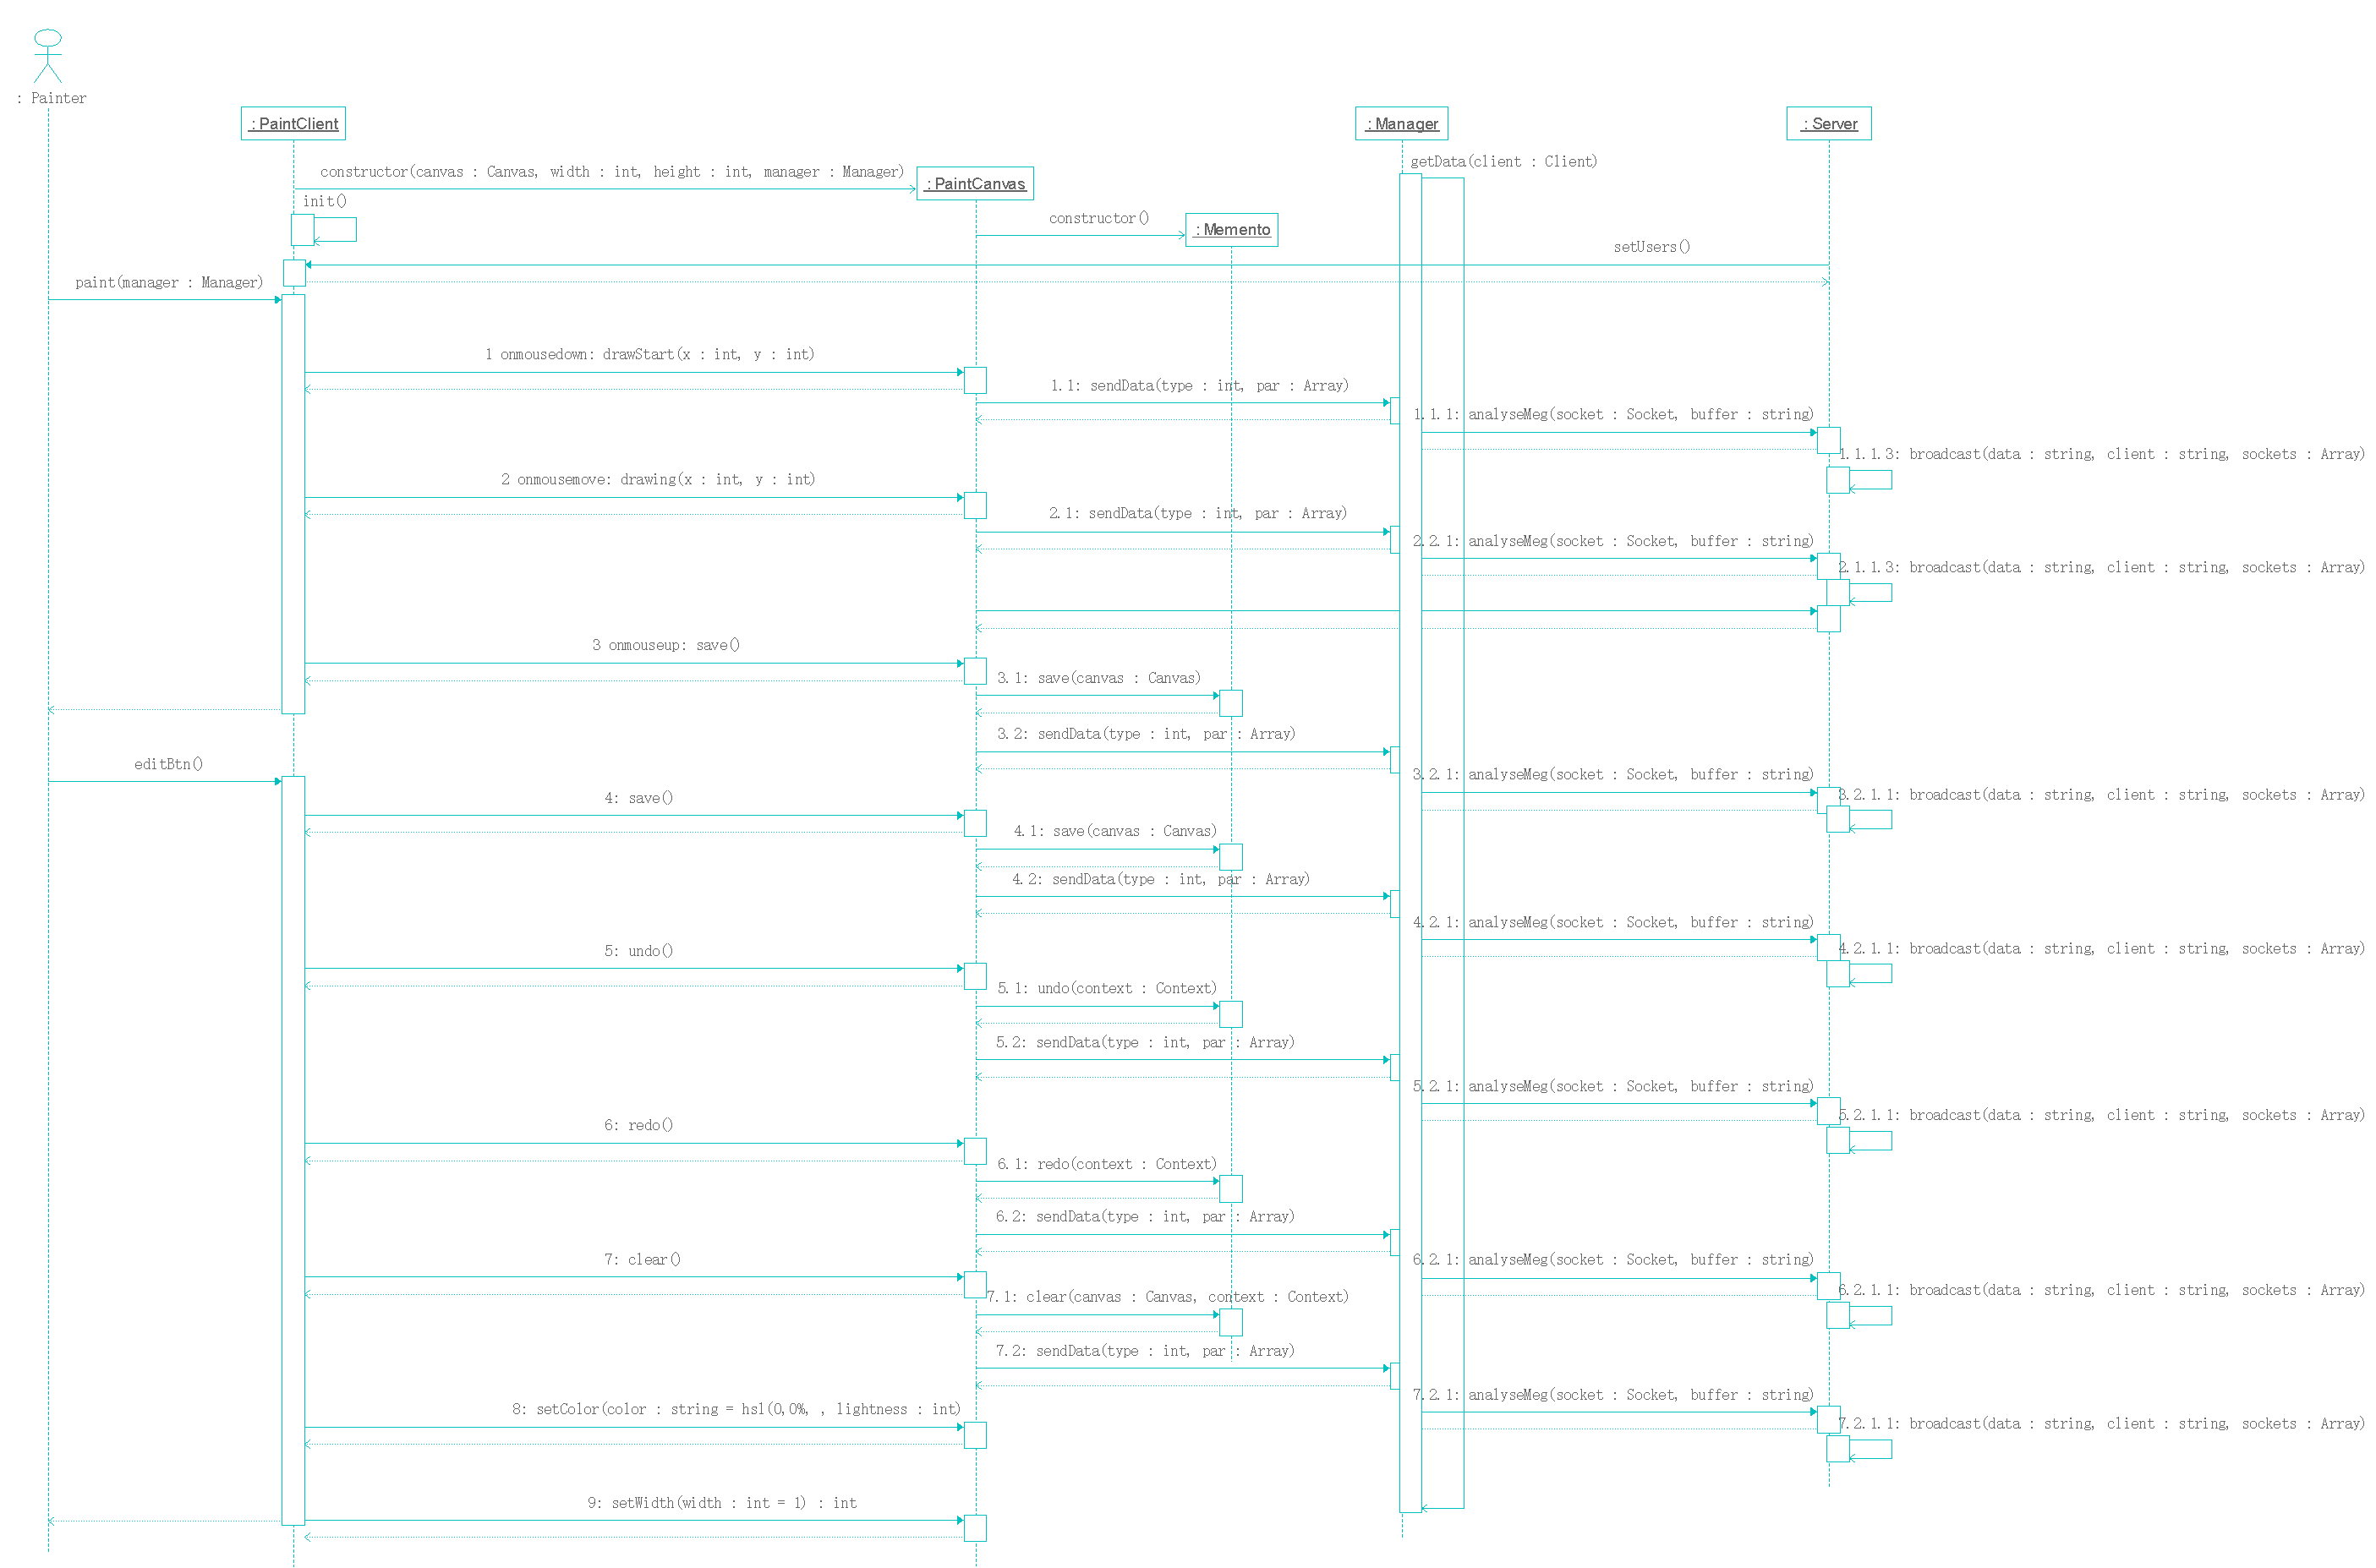 : Painter
: PaintClient
: Manager
: Server
getData(client : Client)
constructor(canvas : Canvas, width : int, height : int, manager : Manager)
: PaintCanvas
init()
constructor()
: Memento
setUsers()
paint(manager : Manager)
1 onmousedown: drawStart(x : int, y : int)
1.1: sendData(type : int, par : Array)
1.1.1: analyseMeg(socket : Socket, buffer : string)
1.1.1.3: broadcast(data : string, client : string, sockets : Array)
2 onmousemove: drawing(x : int, y : int)
2.1: sendData(type : int, par : Array)
2.2.1: analyseMeg(socket : Socket, buffer : string)
2.1.1.3: broadcast(data : string, client : string, sockets : Array)
3 onmouseup: save()
3.1: save(canvas : Canvas)
3.2: sendData(type : int, par : Array)
editBtn()
3.2.1: analyseMeg(socket : Socket, buffer : string)
3.2.1.1: broadcast(data : string, client : string, sockets : Array)
4: save()
4.1: save(canvas : Canvas)
4.2: sendData(type : int, par : Array)
4.2.1: analyseMeg(socket : Socket, buffer : string)
4.2.1.1: broadcast(data : string, client : string, sockets : Array)
5: undo()
5.1: undo(context : Context)
5.2: sendData(type : int, par : Array)
5.2.1: analyseMeg(socket : Socket, buffer : string)
5.2.1.1: broadcast(data : string, client : string, sockets : Array)
6: redo()
6.1: redo(context : Context)
6.2: sendData(type : int, par : Array)
6.2.1: analyseMeg(socket : Socket, buffer : string)
6.2.1.1: broadcast(data : string, client : string, sockets : Array)
7: clear()
7.1: clear(canvas : Canvas, context : Context)
7.2: sendData(type : int, par : Array)
7.2.1: analyseMeg(socket : Socket, buffer : string)
7.2.1.1: broadcast(data : string, client : string, sockets : Array)
8: setColor(color : string = hsl(0,0%, , lightness : int)
9: setWidth(width : int = 1) : int